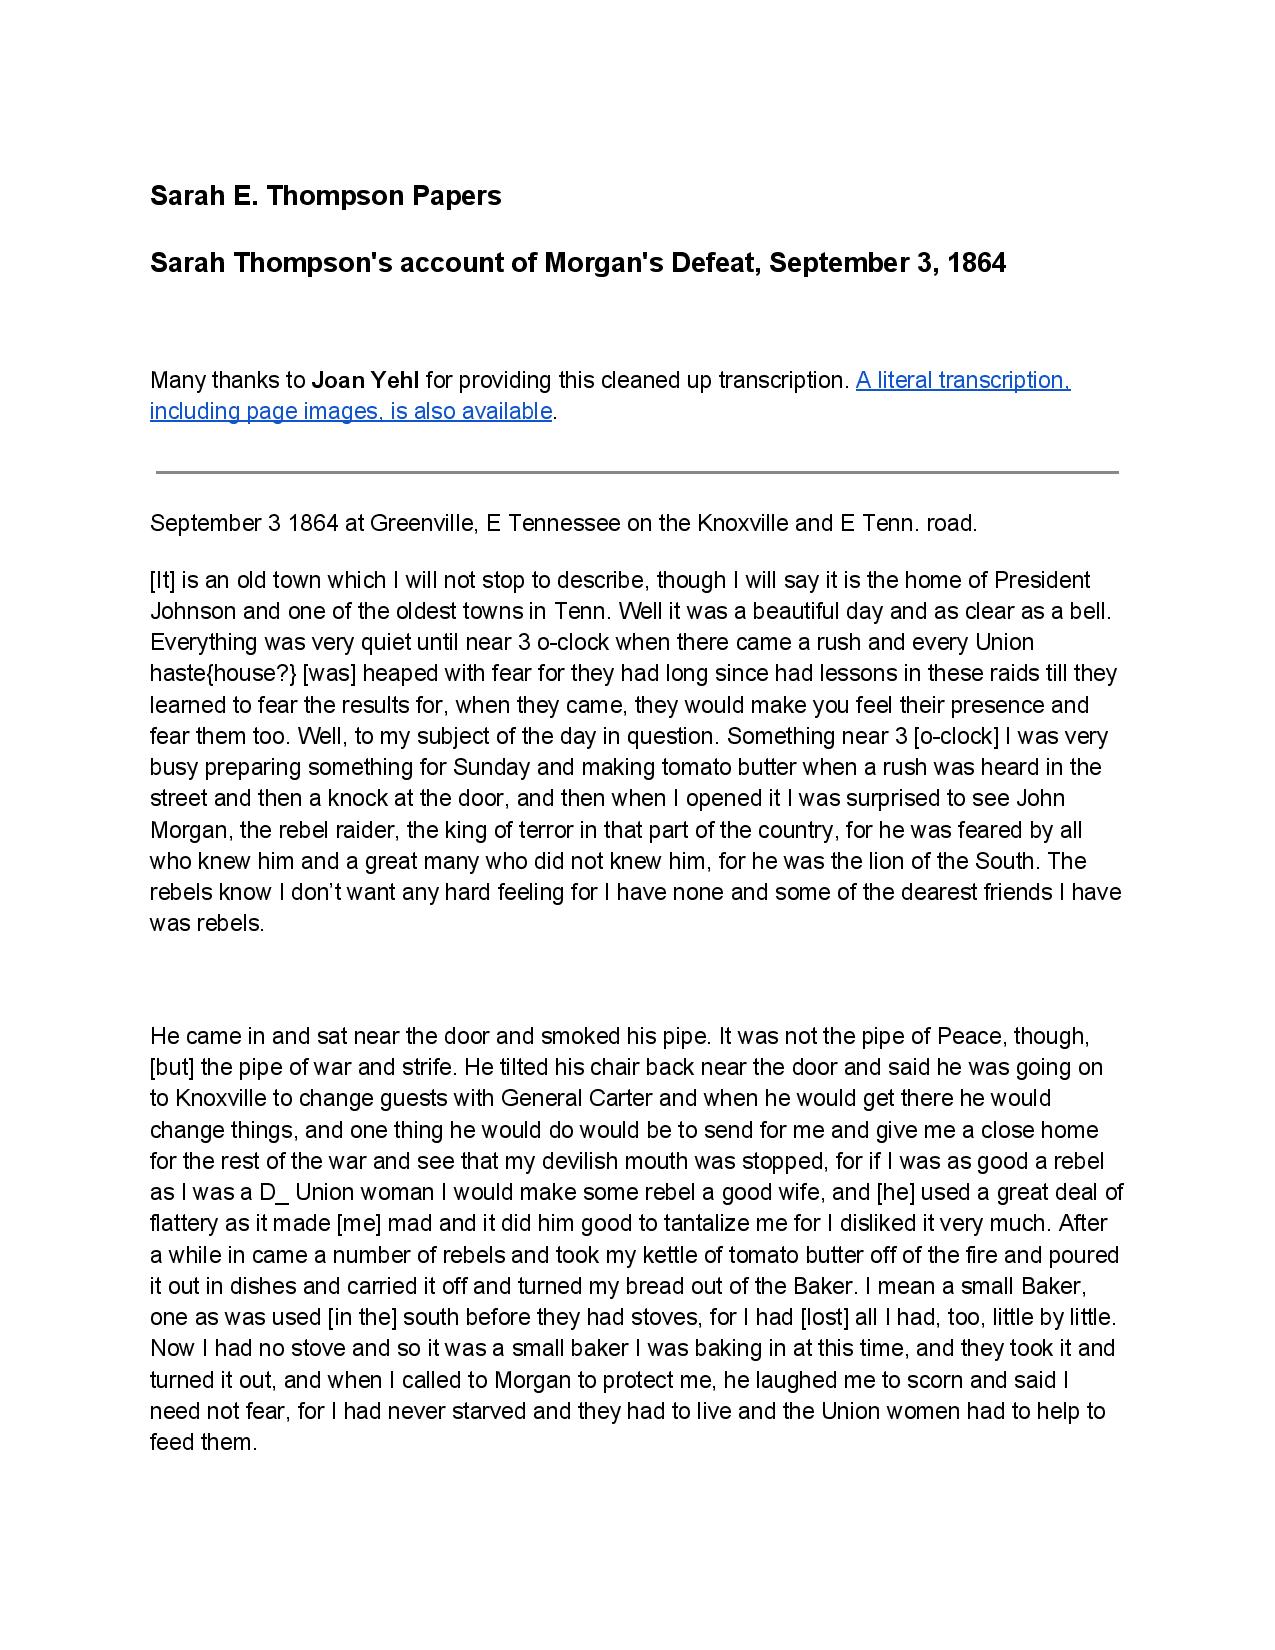 Sarah E. Thompson Papers
Sarah Thompson's account of Morgan's Defeat, September 3, 1864
Many thanks to Joan Yehl for providing this cleaned up transcription. A literal transcription,
including page images, is also available.
September 3 1864 at Greenville, E Tennessee on the Knoxville and E Tenn. road.
[It] is an old town which I will not stop to describe, though I will say it is the home of President
Johnson and one of the oldest towns in Tenn. Well it was a beautiful day and as clear as a bell.
Everything was very quiet until near 3 o-clock when there came a rush and every Union
haste{house?} [was] heaped with fear for they had long since had lessons in these raids till they
learned to fear the results for, when they came, they would make you feel their presence and
fear them too. Well, to my subject of the day in question. Something near 3 [o-clock] I was very
busy preparing something for Sunday and making tomato butter when a rush was heard in the
street and then a knock at the door, and then when I opened it I was surprised to see John
Morgan, the rebel raider, the king of terror in that part of the country, for he was feared by all
who knew him and a great many who did not knew him, for he was the lion of the South. The
rebels know I don’t want any hard feeling for I have none and some of the dearest friends I have
was rebels.
He came in and sat near the door and smoked his pipe. It was not the pipe of Peace, though,
[but] the pipe of war and strife. He tilted his chair back near the door and said he was going on
to Knoxville to change guests with General Carter and when he would get there he would
change things, and one thing he would do would be to send for me and give me a close home
for the rest of the war and see that my devilish mouth was stopped, for if I was as good a rebel
as I was a D_ Union woman I would make some rebel a good wife, and [he] used a great deal of
flattery as it made [me] mad and it did him good to tantalize me for I disliked it very much. After
a while in came a number of rebels and took my kettle of tomato butter off of the fire and poured
it out in dishes and carried it off and turned my bread out of the Baker. I mean a small Baker,
one as was used [in the] south before they had stoves, for I had [lost] all I had, too, little by little.
Now I had no stove and so it was a small baker I was baking in at this time, and they took it and
turned it out, and when I called to Morgan to protect me, he laughed me to scorn and said I
need not fear, for I had never starved and they had to live and the Union women had to help to
feed them.